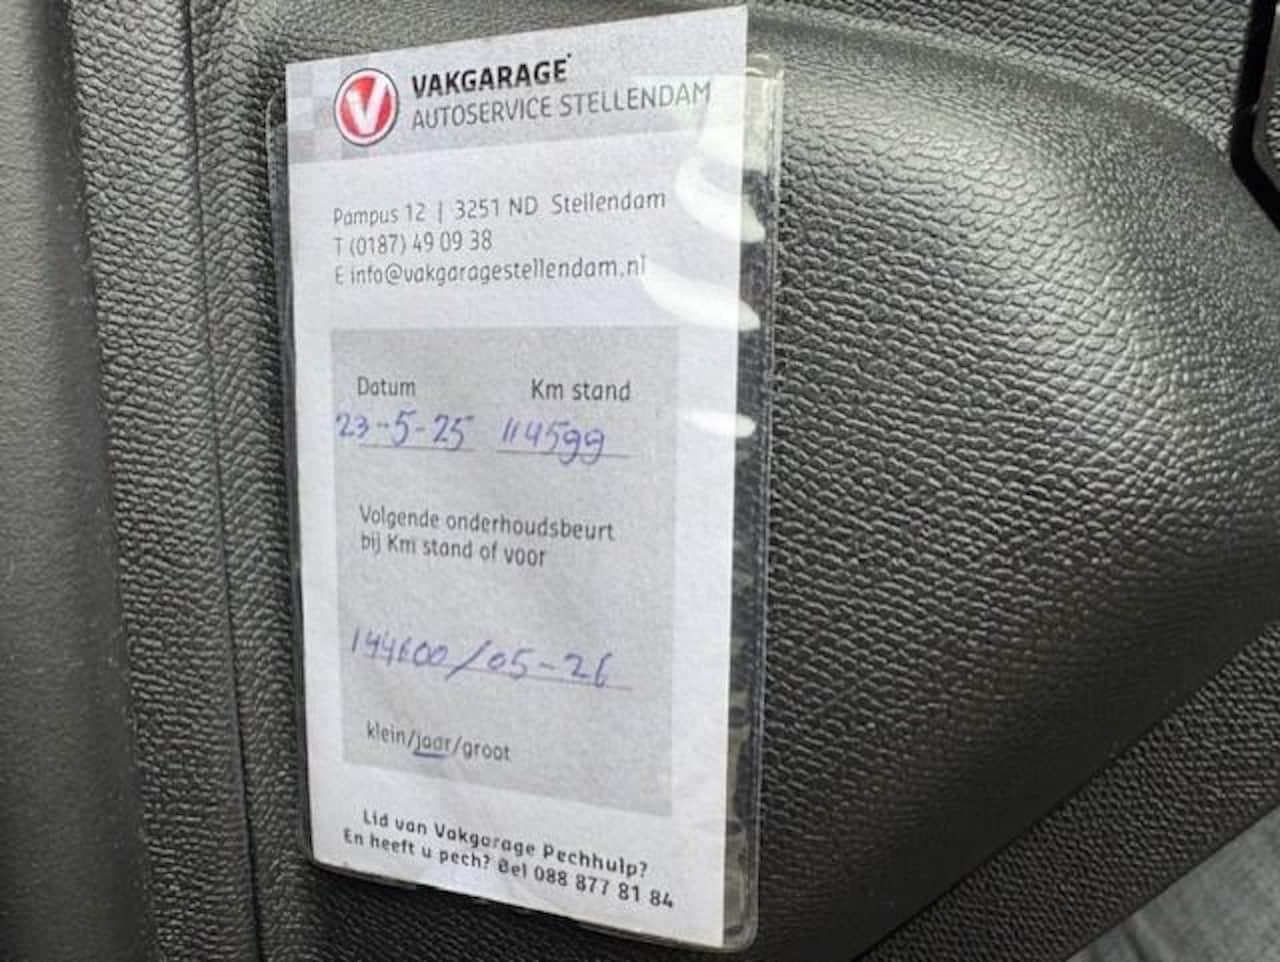 V VAKGARAGE
AUTOSERVICE STELLENDAM
Pampus 12 | 3251 ND Stellendam
T (0187) 49 09 38
E info@vakgaragestellendam.nl
Datum Km stand
23-5-25 114599
Volgende onderhoudsbeurt
bij Km stand of voor
144600/05-26
klein/jaar/groot
Lid van Vakgarage Pechhulp?
En heeft u pech? Bel 088 877 81 84